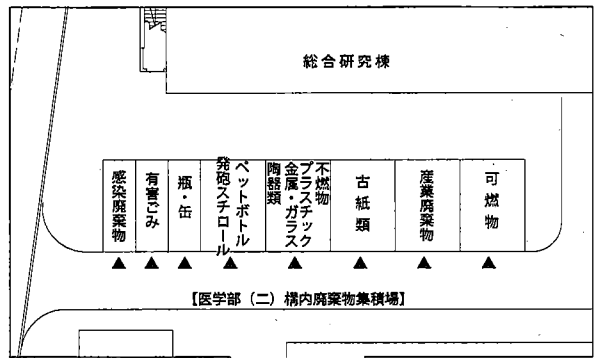 総合研究棟
感染廃棄物
有害ごみ
瓶・缶
ペットボトル
発砲スチロール
不燃物
プラスチック
金属・ガラス
陶器類
古紙類
産業廃棄物
可燃物
【医学部（二）構内廃棄物集積場】